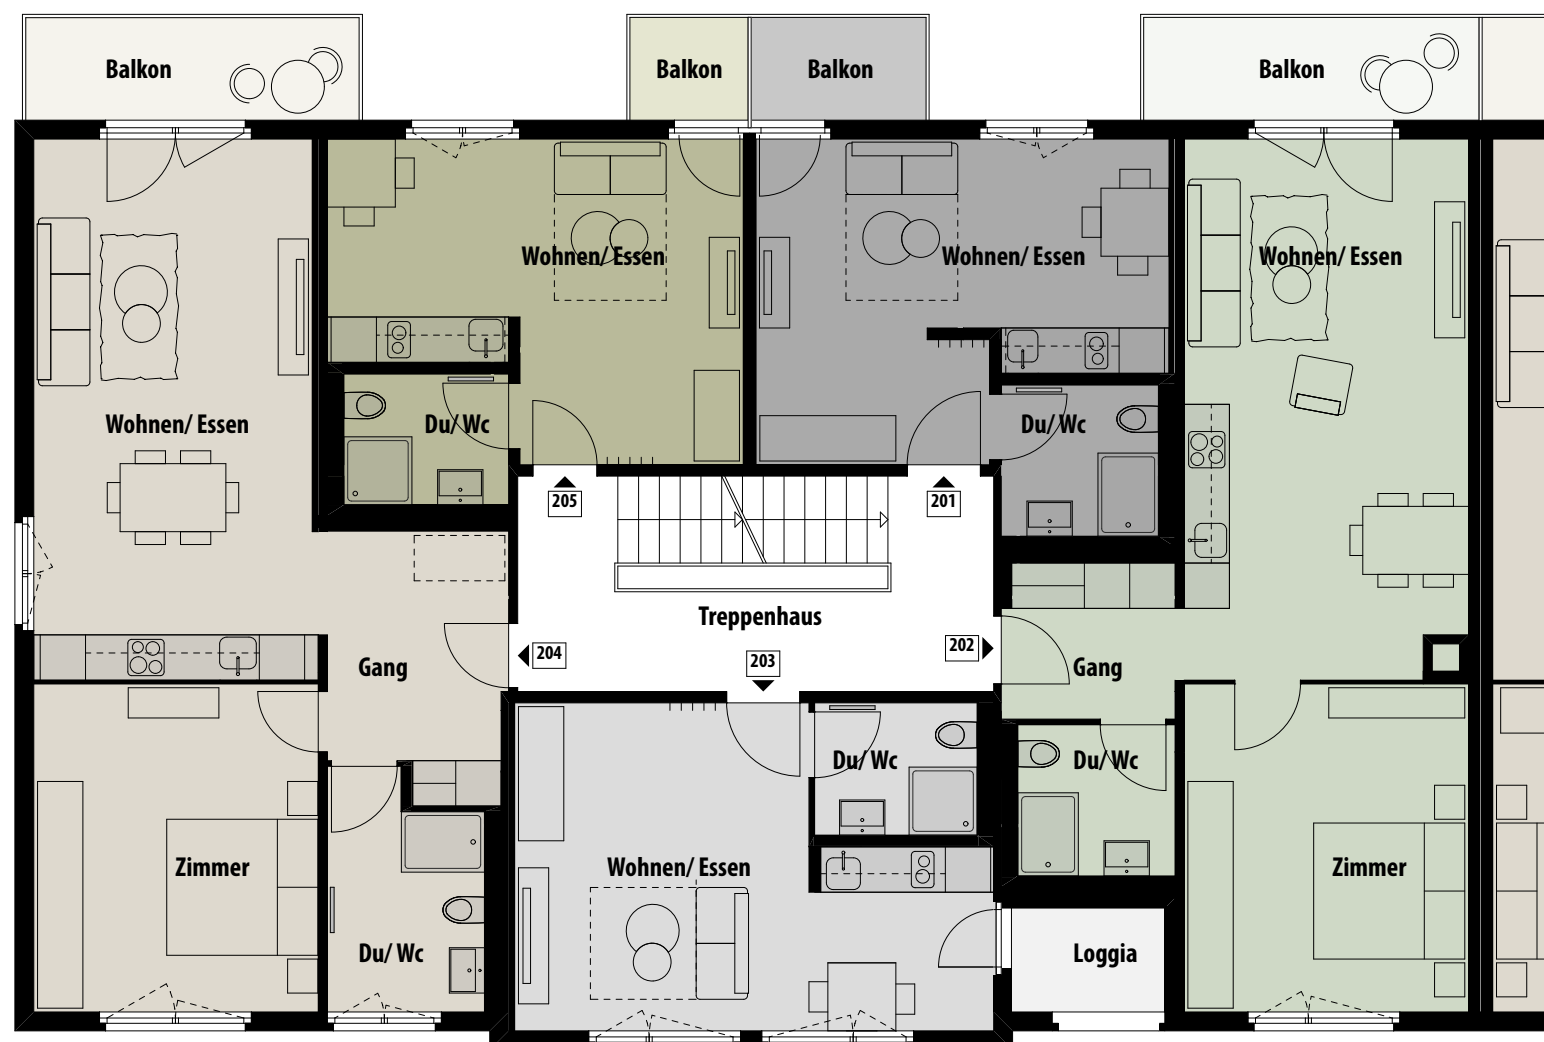 Balkon
Balkon
Balkon
Balkon
Wohnen/ Essen
Wohnen/ Essen
Wohnen/ Essen
Wohnen/ Essen
Du/ Wc
Du/ Wc
205
201
Treppenhaus
204
203
202
Gang
Gang
Du/ Wc
Du/ Wc
Zimmer
Wohnen/ Essen
Zimmer
Du/ Wc
Loggia